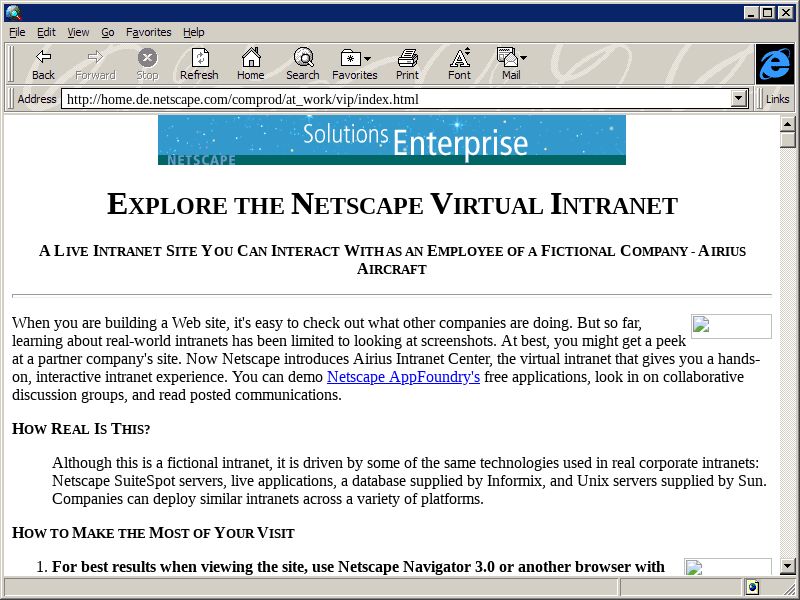 File Edit View Go Favorites Help
Back Forward Stop Refresh Home Search Favorites Print Font Mail
Address http://home.de.netscape.com/comprod/at_work/vip/index.html Links
Solutions Enterprise
NETSCAPE
EXPLORE THE NETSCAPE VIRTUAL INTRANET
A LIVE INTRANET SITE YOU CAN INTERACT WITH AS AN EMPLOYEE OF A FICTIONAL COMPANY - AIRIUS
AIRCRAFT
When you are building a Web site, it's easy to check out what other companies are doing. But so far,
learning about real-world intranets has been limited to looking at screenshots. At best, you might get a peek
at a partner company's site. Now Netscape introduces Airius Intranet Center, the virtual intranet that gives you a hands-
on, interactive intranet experience. You can demo Netscape AppFoundry's free applications, look in on collaborative
discussion groups, and read posted communications.
HOW REAL IS THIS?
Although this is a fictional intranet, it is driven by some of the same technologies used in real corporate intranets:
Netscape SuiteSpot servers, live applications, a database supplied by Informix, and Unix servers supplied by Sun.
Companies can deploy similar intranets across a variety of platforms.
HOW TO MAKE THE MOST OF YOUR VISIT
1. For best results when viewing the site, use Netscape Navigator 3.0 or another browser with